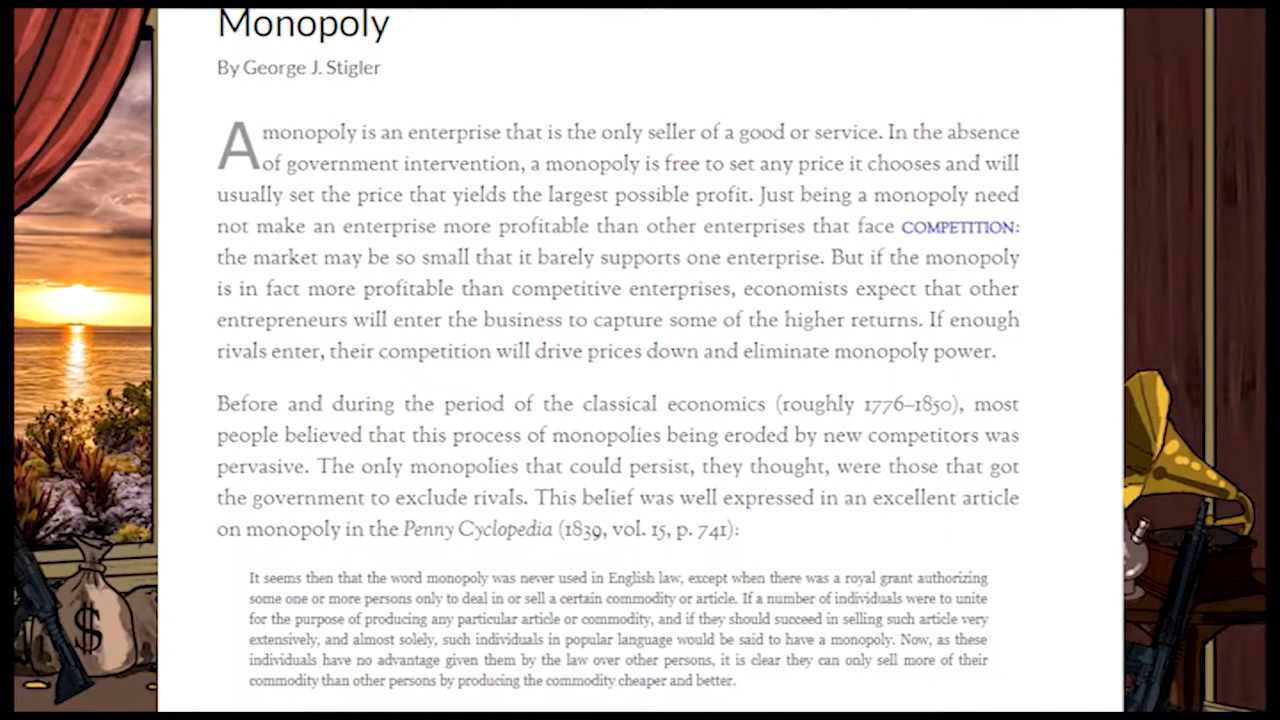 Monopoly
By George J. Stigler
A monopoly is an enterprise that is the only seller of a good or service. In the absence
of government intervention, a monopoly is free to set any price it chooses and will
usually set the price that yields the largest possible profit. Just being a monopoly need
not make an enterprise more profitable than other enterprises that face COMPETITION:
the market may be so small that it barely supports one enterprise. But if the monopoly
is in fact more profitable than competitive enterprises, economists expect that other
entrepreneurs will enter the business to capture some of the higher returns. If enough
rivals enter, their competition will drive prices down and eliminate monopoly power.
Before and during the period of the classical economics (roughly 1776–1850), most
people believed that this process of monopolies being eroded by new competitors was
pervasive. The only monopolies that could persist, they thought, were those that got
the government to exclude rivals. This belief was well expressed in an excellent article
on monopoly in the Penny Cyclopedia (1839, vol. 15, p. 741):
It seems then that the word monopoly was never used in English law, except when there was a royal grant authorizing
some one or more persons only to deal in or sell a certain commodity or article. If a number of individuals were to unite
for the purpose of producing any particular article or commodity, and if they should succeed in selling such article very
extensively, and almost solely, such individuals in popular language would be said to have a monopoly. Now, as these
individuals have no advantage given them by the law over other persons, it is clear they can only sell more of their
commodity than other persons by producing the commodity cheaper and better.
$